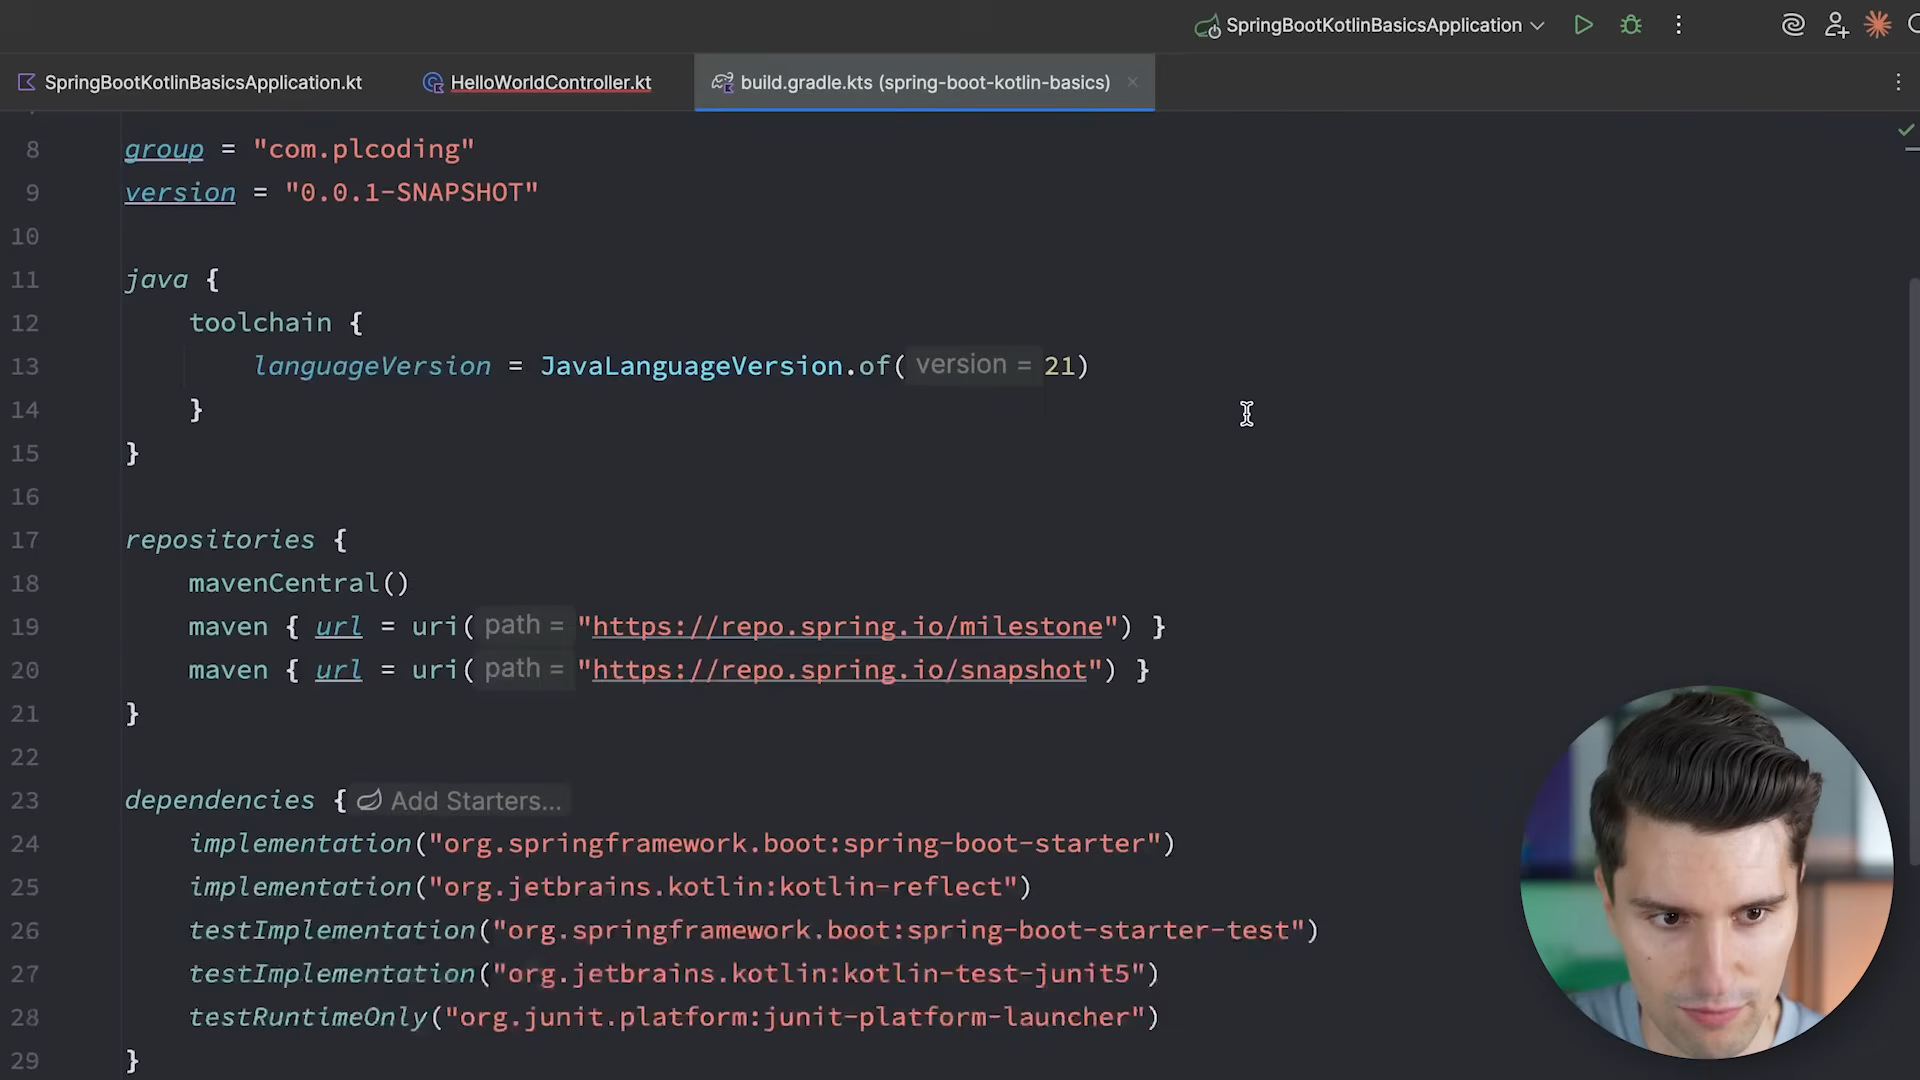 SpringBootKotlinBasicsApplication
SpringBootKotlinBasicsApplication.kt HelloWorldController.kt build.gradle.kts (spring-boot-kotlin-basics)
8 group = "com.plcoding"
9 version = "0.0.1-SNAPSHOT"
10
11 java {
12 toolchain {
13 languageVersion = JavaLanguageVersion.of( version = 21)
14 }
15 }
16
17 repositories {
18 mavenCentral()
19 maven { url = uri( path = "https://repo.spring.io/milestone") }
20 maven { url = uri( path = "https://repo.spring.io/snapshot") }
21 }
22
23 dependencies { Add Starters...
24 implementation("org.springframework.boot:spring-boot-starter")
25 implementation("org.jetbrains.kotlin:kotlin-reflect")
26 testImplementation("org.springframework.boot:spring-boot-starter-test")
27 testImplementation("org.jetbrains.kotlin:kotlin-test-junit5")
28 testRuntimeOnly("org.junit.platform:junit-platform-launcher")
29 }